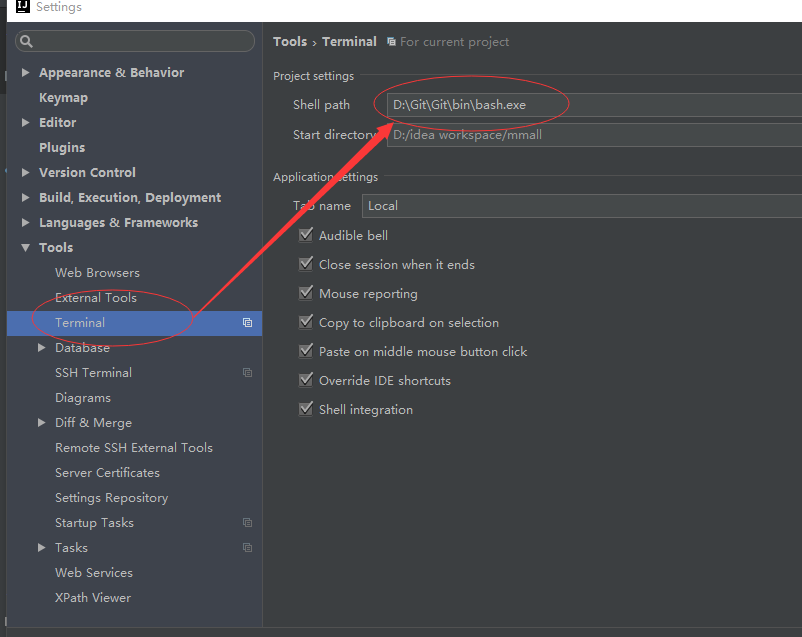 Settings
Appearance & Behavior
Keymap
Editor
Plugins
Version Control
Build, Execution, Deployment
Languages & Frameworks
Tools
Web Browsers
External Tools
Terminal
Database
SSH Terminal
Diagrams
Diff & Merge
Remote SSH External Tools
Server Certificates
Settings Repository
Startup Tasks
Tasks
Web Services
XPath Viewer
Tools › Terminal For current project
Project settings
Shell path D:\Git\Git\bin\bash.exe
Start directory D:/idea workspace/mmall
Application settings
Tab name Local
Audible bell
Close session when it ends
Mouse reporting
Copy to clipboard on selection
Paste on middle mouse button click
Override IDE shortcuts
Shell integration